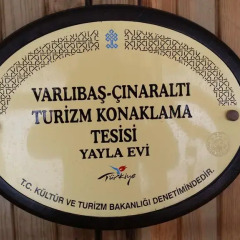 VARLIBAŞ-ÇINARALTI
TURİZM KONAKLAMA
TESİSİ
YAYLA EVİ
Türkiye
T.C. KÜLTÜR VE TURİZM BAKANLIĞI DENETİMİNDEDİR.